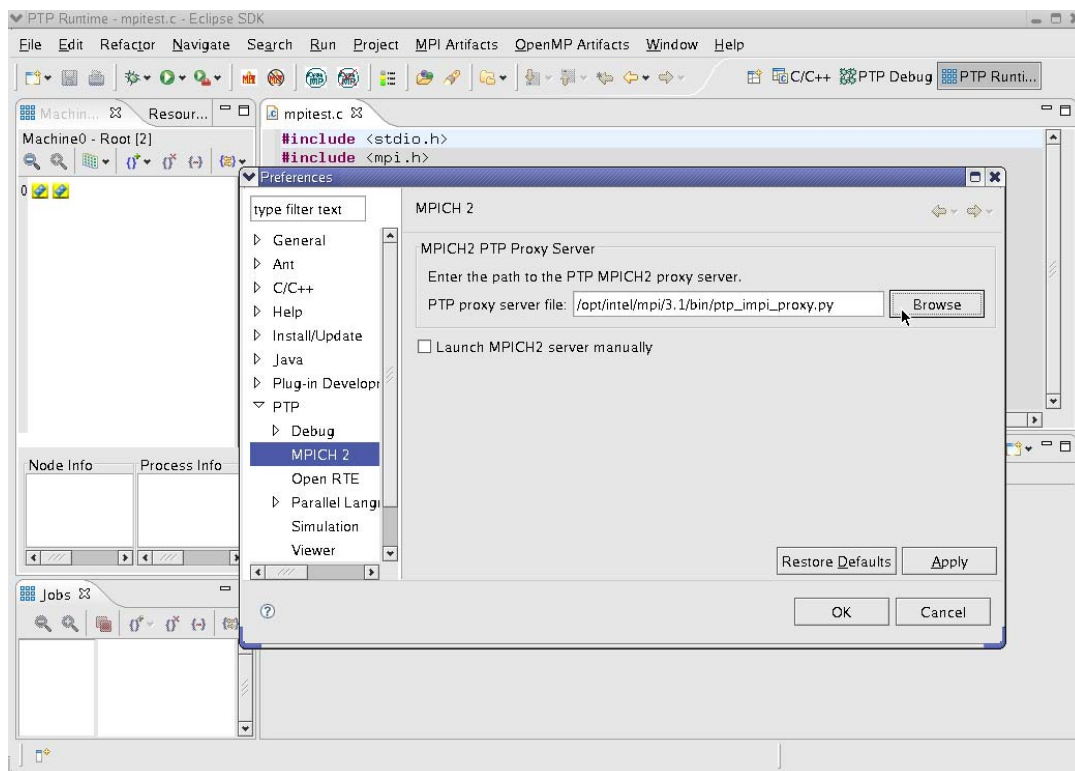 PTP Runtime - mpitest.c - Eclipse SDK
File Edit Refactor Navigate Search Run Project MPI Artifacts OpenMP Artifacts Window Help
C/C++ PTP Debug PTP Runti...
Machin... Resour... mpitest.c
Machine0 - Root [2]
#include <stdio.h>
#include <mpi.h>
0
Preferences
type filter text
MPICH 2
General
Ant
C/C++
Help
Install/Update
Java
Plug-in Develop
PTP
Debug
MPICH 2
Open RTE
Parallel Lang
Simulation
Viewer
MPICH2 PTP Proxy Server
Enter the path to the PTP MPICH2 proxy server.
PTP proxy server file: /opt/intel/mpi/3.1/bin/ptp_impi_proxy.py Browse
Launch MPICH2 server manually
Restore Defaults Apply
OK Cancel
Node Info Process Info
Jobs